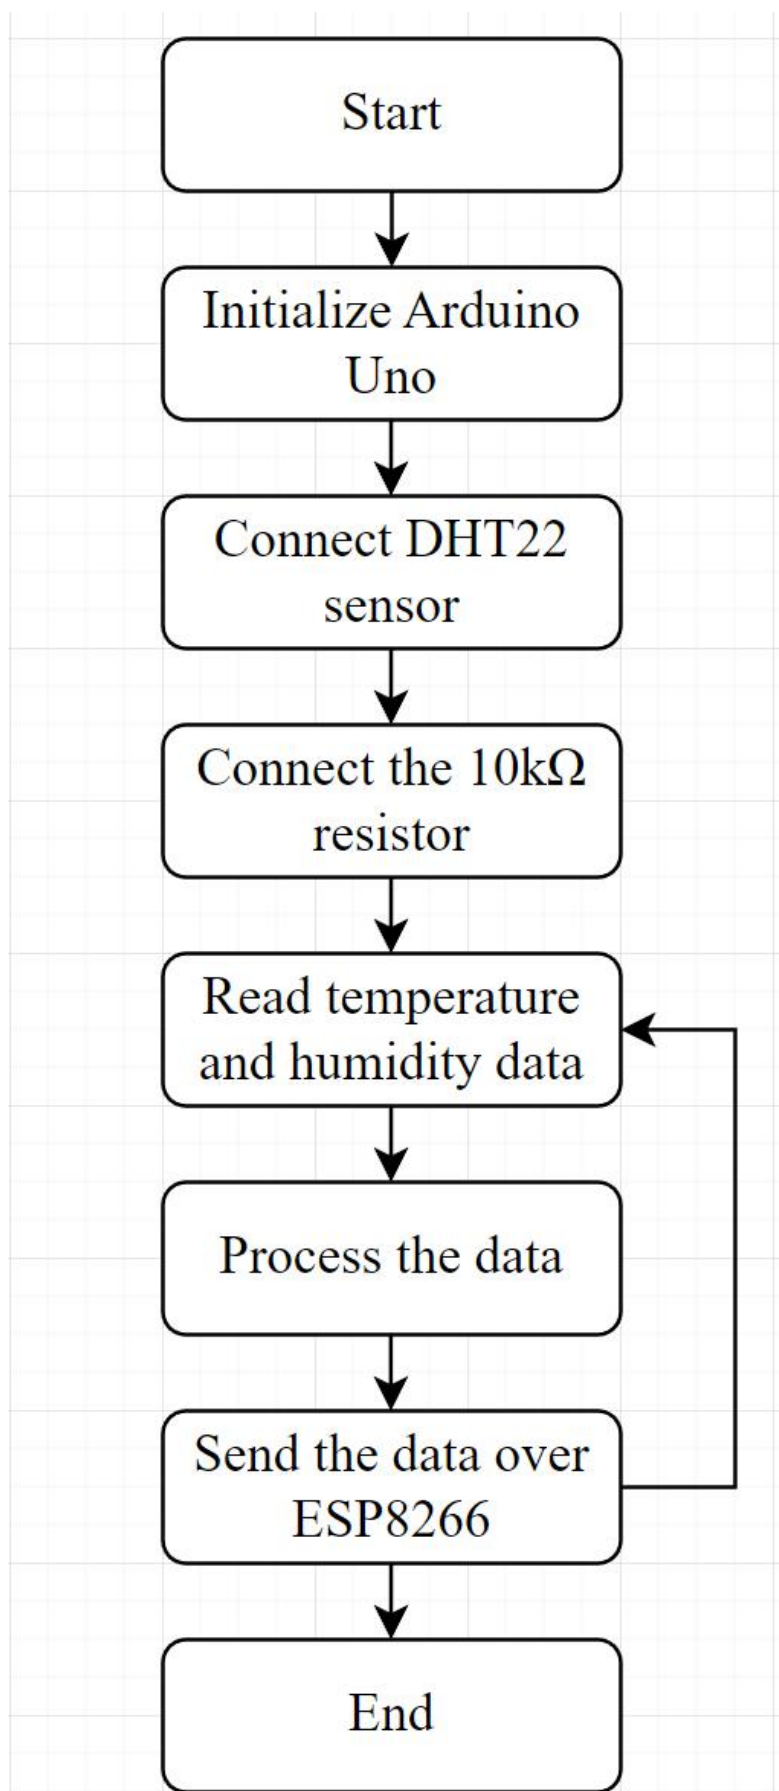 Start
Initialize Arduino
Uno
Connect DHT22
sensor
Connect the 10kΩ
resistor
Read temperature
and humidity data
Process the data
Send the data over
ESP8266
End